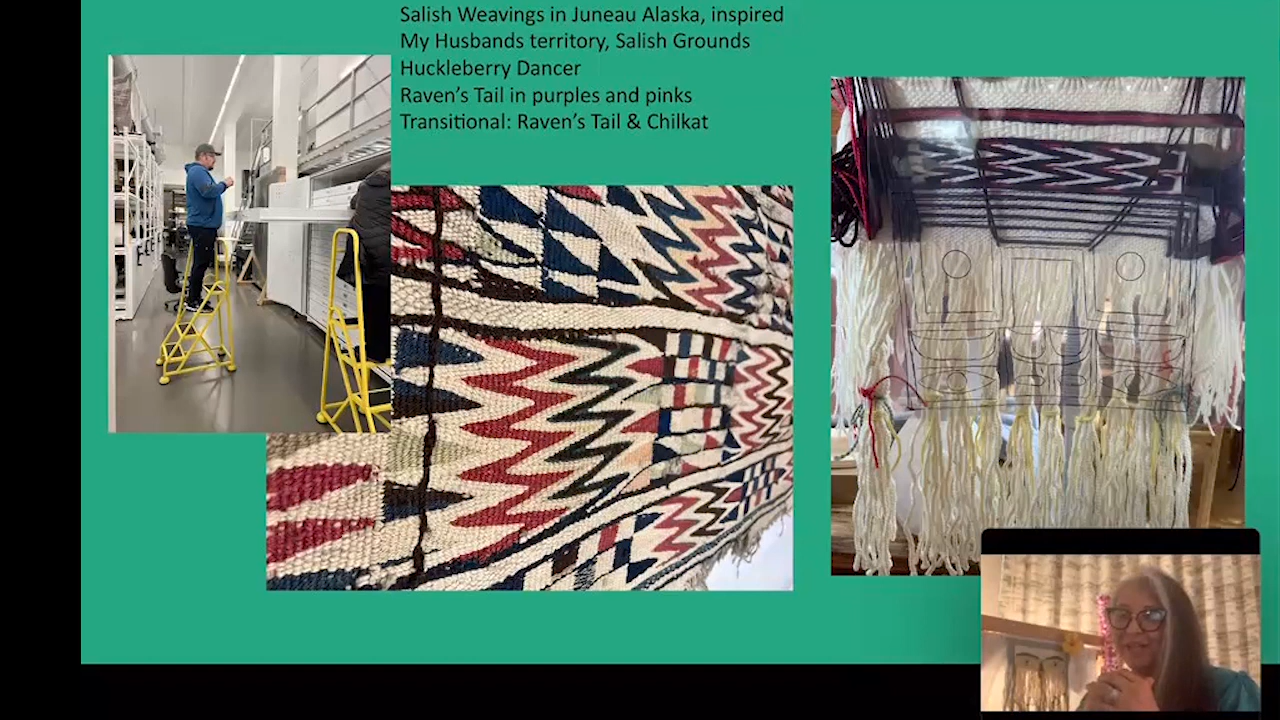 Salish Weavings in Juneau Alaska, inspired
My Husbands territory, Salish Grounds
Huckleberry Dancer
Raven's Tail in purples and pinks
Transitional: Raven's Tail & Chilkat